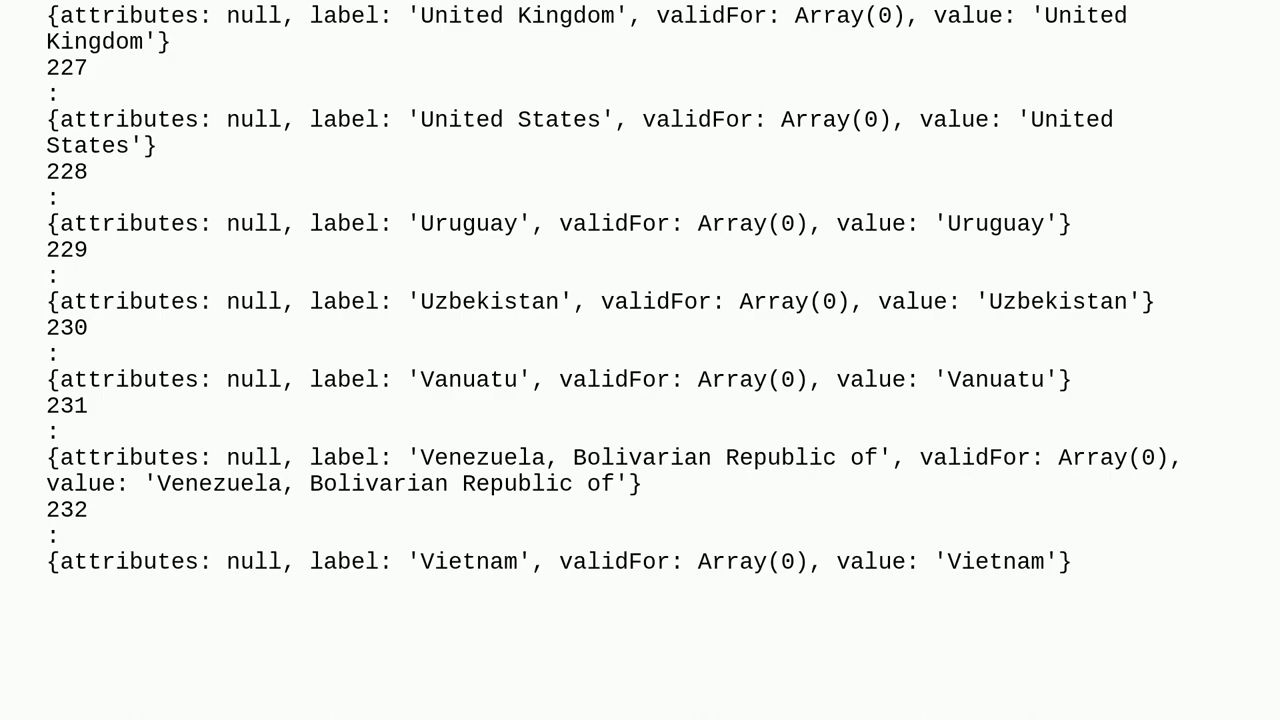 {attributes: null, label: 'United Kingdom', validFor: Array(0), value: 'United
Kingdom'}
227
:
{attributes: null, label: 'United States', validFor: Array(0), value: 'United
States'}
228
:
{attributes: null, label: 'Uruguay', validFor: Array(0), value: 'Uruguay'}
229
:
{attributes: null, label: 'Uzbekistan', validFor: Array(0), value: 'Uzbekistan'}
230
:
{attributes: null, label: 'Vanuatu', validFor: Array(0), value: 'Vanuatu'}
231
:
{attributes: null, label: 'Venezuela, Bolivarian Republic of', validFor: Array(0),
value: 'Venezuela, Bolivarian Republic of'}
232
:
{attributes: null, label: 'Vietnam', validFor: Array(0), value: 'Vietnam'}